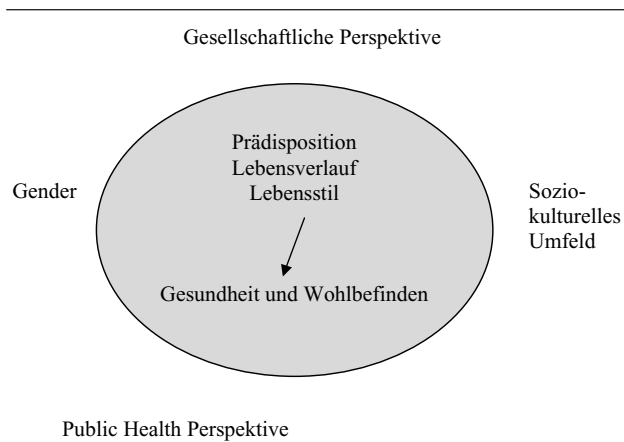 Gesellschaftliche Perspektive
Prädisposition
Lebensverlauf
Lebensstil
Gender
Sozio-
kulturelles
Umfeld
Gesundheit und Wohlbefinden
Public Health Perspektive